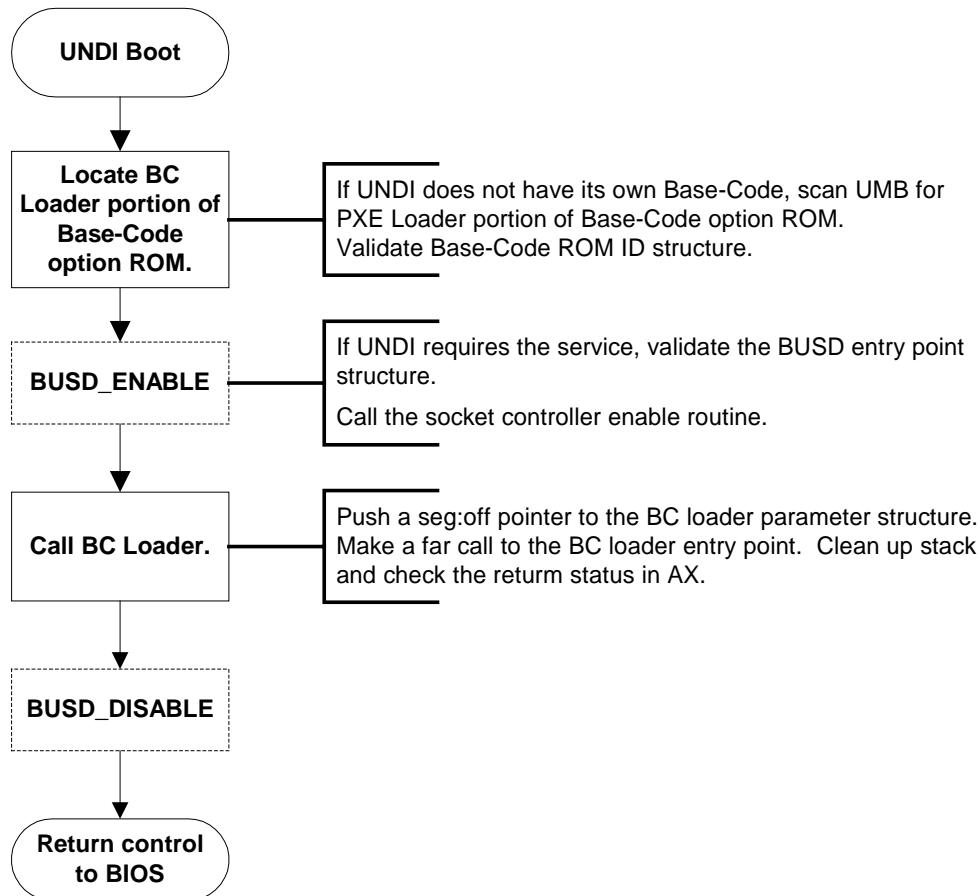 UNDI Boot
Locate BC
Loader portion of
Base-Code
option ROM.
If UNDI does not have its own Base-Code, scan UMB for
PXE Loader portion of Base-Code option ROM.
Validate Base-Code ROM ID structure.
BUSD_ENABLE
If UNDI requires the service, validate the BUSD entry point
structure.
Call the socket controller enable routine.
Call BC Loader.
Push a seg:off pointer to the BC loader parameter structure.
Make a far call to the BC loader entry point.  Clean up stack
and check the returm status in AX.
BUSD_DISABLE
Return control
to BIOS